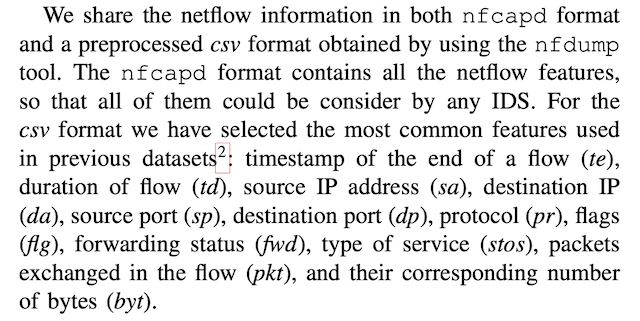 We share the netflow information in both nfcapd format
and a preprocessed csv format obtained by using the nfdump
tool. The nfcapd format contains all the netflow features,
so that all of them could be consider by any IDS. For the
csv format we have selected the most common features used
in previous datasets2: timestamp of the end of a flow (te),
duration of flow (td), source IP address (sa), destination IP
(da), source port (sp), destination port (dp), protocol (pr), flags
(flg), forwarding status (fwd), type of service (stos), packets
exchanged in the flow (pkt), and their corresponding number
of bytes (byt).